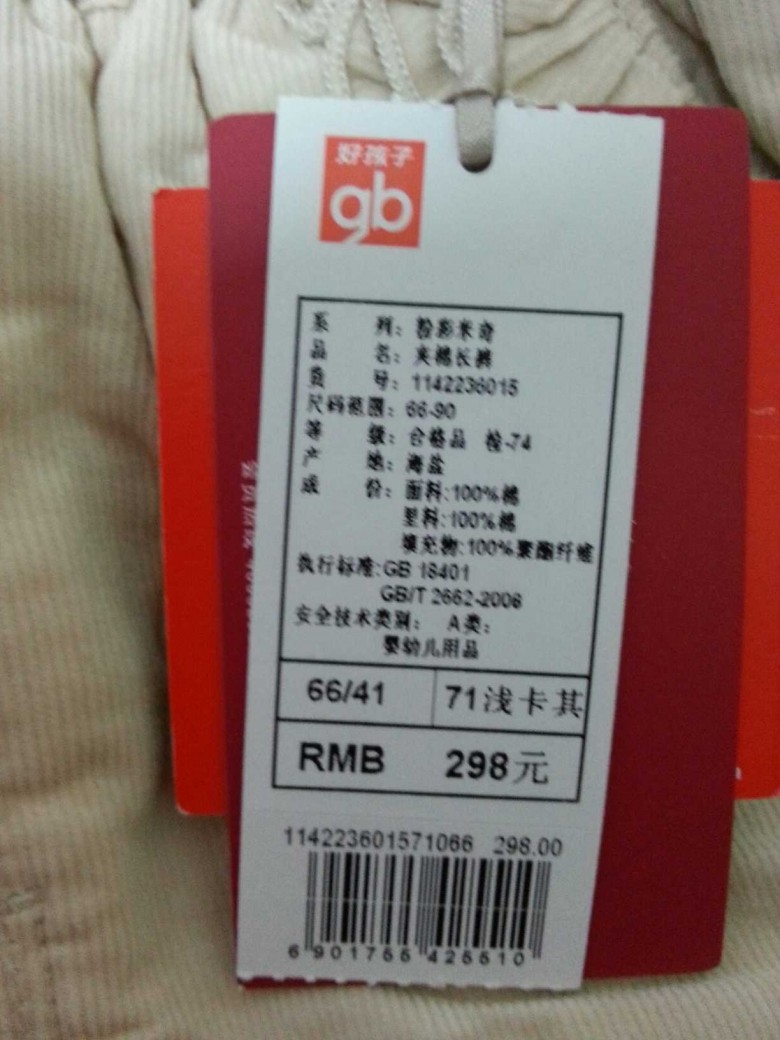 好孩子
gb
系 列: 粉彩米奇
品 名: 夹棉长裤
货 号: 1142236015
尺码范围: 66-90
等 级: 合格品 检-74
产 地: 海盐
成 份: 面料:100%棉
里料:100%棉
填充物:100%聚酯纤维
执行标准:GB 18401
GB/T 2662-2008
安全技术类别: A类:
婴幼儿用品
66/41 71浅卡其
RMB 298元
114223601571066 298.00
6 901755 425510